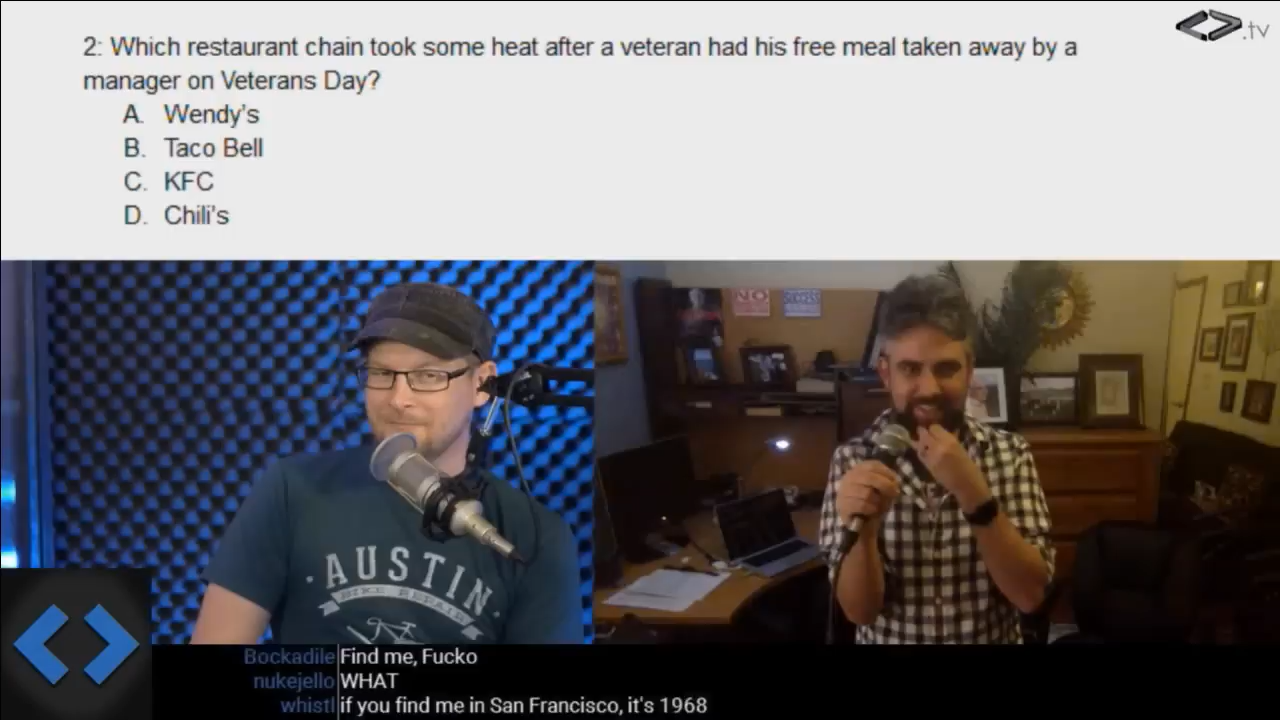 .tv
2: Which restaurant chain took some heat after a veteran had his free meal taken away by a
manager on Veterans Day?
A. Wendy's
B. Taco Bell
C. KFC
D. Chili's
NO
SUCCESS
AUSTIN
BIKE REPAIR
Bockadile Find me, Fucko
nukejello WHAT
whistl if you find me in San Francisco, it's 1968